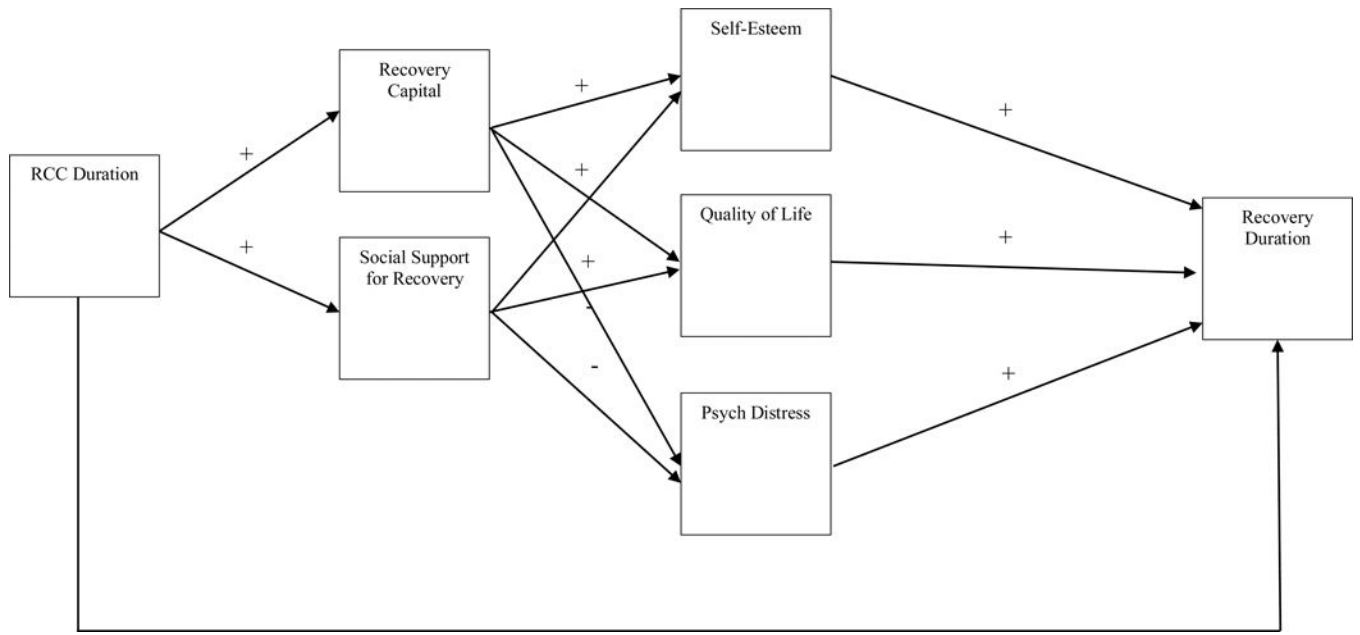 Self-Esteem
Recovery
Capital
+
+
+
RCC Duration
+
+
Quality of Life
Recovery
Duration
+
+
Social Support
for Recovery
+
-
-
+
Psych Distress